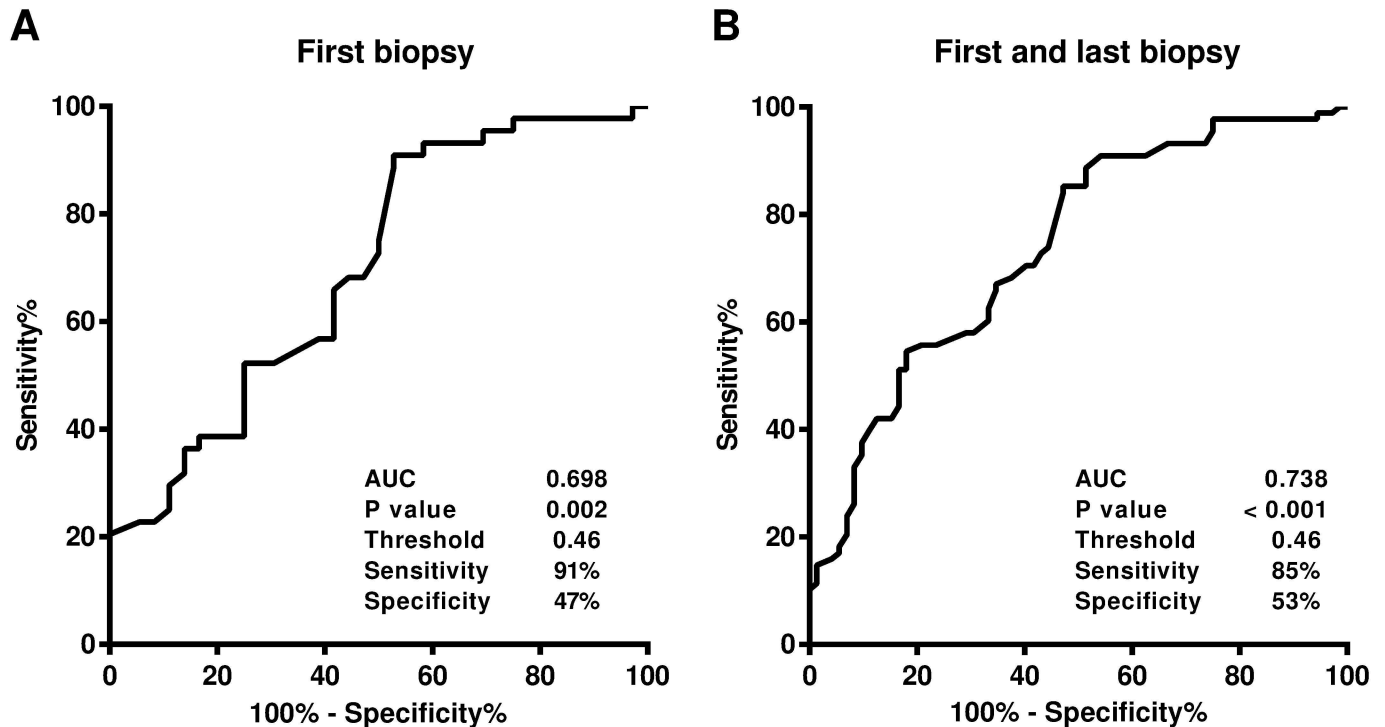 A
First biopsy
100
80
60
40
20
0
Sensitivity%
0 20 40 60 80 100
100% - Specificity%
AUC 0.698
P value 0.002
Threshold 0.46
Sensitivity 91%
Specificity 47%
B
First and last biopsy
100
80
60
40
20
0
Sensitivity%
0 20 40 60 80 100
100% - Specificity%
AUC 0.738
P value < 0.001
Threshold 0.46
Sensitivity 85%
Specificity 53%